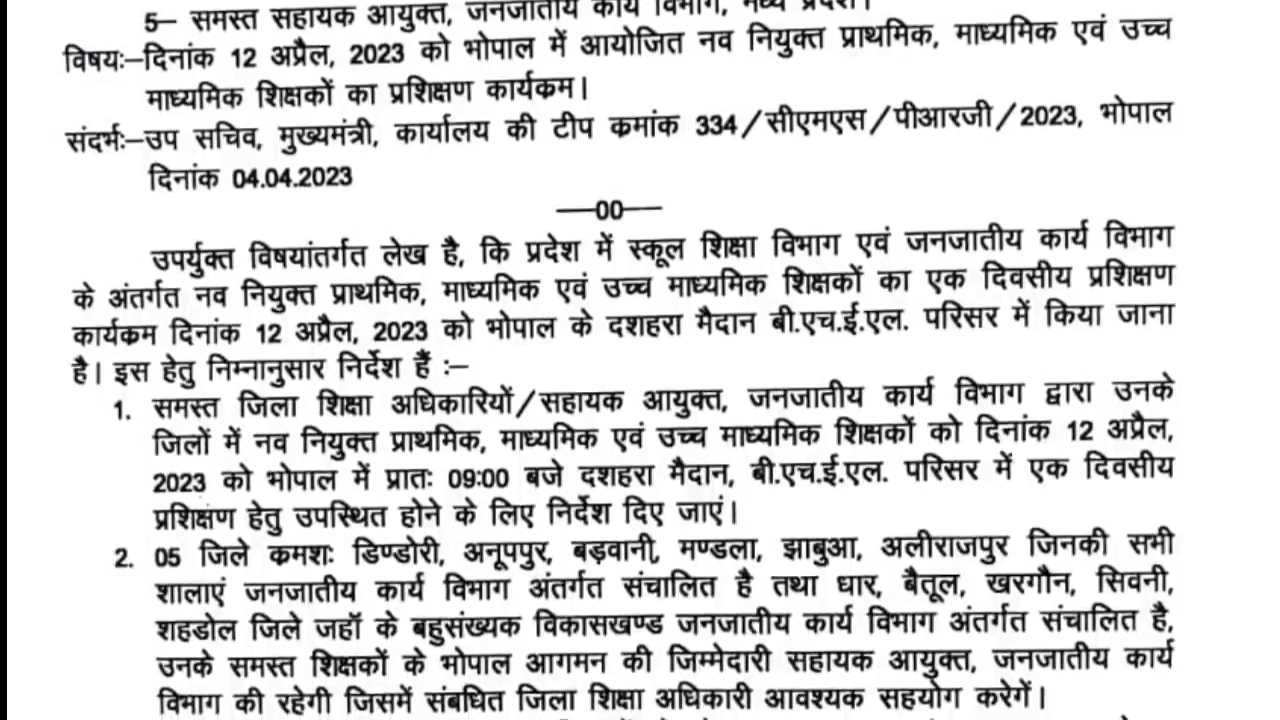 5– समस्त सहायक आयुक्त, जनजातीय कार्य विभाग, मध्य प्रदेश।
विषयः–दिनांक 12 अप्रैल, 2023 को भोपाल में आयोजित नव नियुक्त प्राथमिक, माध्यमिक एवं उच्च
माध्यमिक शिक्षकों का प्रशिक्षण कार्यकम।
संदर्भः–उप सचिव, मुख्यमंत्री, कार्यालय की टीप कमांक 334/सीएमएस/पीआरजी/2023, भोपाल
दिनांक 04.04.2023
—00—
उपर्युक्त विषयांतर्गत लेख है, कि प्रदेश में स्कूल शिक्षा विभाग एवं जनजातीय कार्य विभाग
के अंतर्गत नव नियुक्त प्राथमिक, माध्यमिक एवं उच्च माध्यमिक शिक्षकों का एक दिवसीय प्रशिक्षण
कार्यकम दिनांक 12 अप्रैल, 2023 को भोपाल के दशहरा मैदान बी.एच.ई.एल. परिसर में किया जाना
है। इस हेतु निम्नानुसार निर्देश हैं :–
1. समस्त जिला शिक्षा अधिकारियों/सहायक आयुक्त, जनजातीय कार्य विभाग द्वारा उनके
जिलों में नव नियुक्त प्राथमिक, माध्यमिक एवं उच्च माध्यमिक शिक्षकों को दिनांक 12 अप्रैल,
2023 को भोपाल में प्रातः 09:00 बजे दशहरा मैदान, बी.एच.ई.एल. परिसर में एक दिवसीय
प्रशिक्षण हेतु उपस्थित होने के लिए निर्देश दिए जाएं।
2. 05 जिले कमशः डिण्डोरी, अनूपपुर, बड़वानी, मण्डला, झाबुआ, अलीराजपुर जिनकी सभी
शालाएं जनजातीय कार्य विभाग अंतर्गत संचालित है तथा धार, बैतूल, खरगौन, सिवनी,
शहडोल जिले जहॉ के बहुसंख्यक विकासखण्ड जनजातीय कार्य विभाग अंतर्गत संचालित है,
उनके समस्त शिक्षकों के भोपाल आगमन की जिम्मेदारी सहायक आयुक्त, जनजातीय कार्य
विभाग की रहेगी जिसमें संबधित जिला शिक्षा अधिकारी आवश्यक सहयोग करेगें।